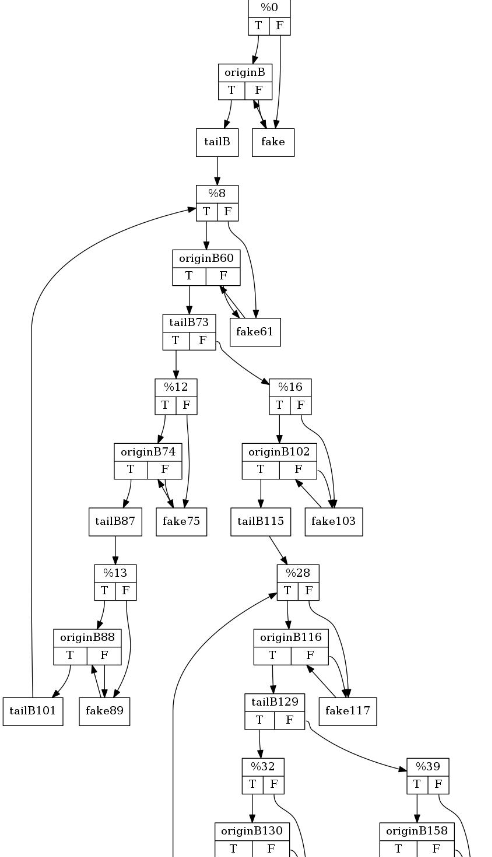 %0
T F
originB
T F
tailB fake
%8
T F
originB60
T F
tailB73
T F
fake61
%12 %16
T F T F
originB74 originB102
T F T F
tailB87 fake75 tailB115 fake103
%13 %28
T F T F
originB88 originB116
T F T F
tailB101 fake89 tailB129 fake117
T F
%32 %39
T F T F
originB130 originB158
T F T F